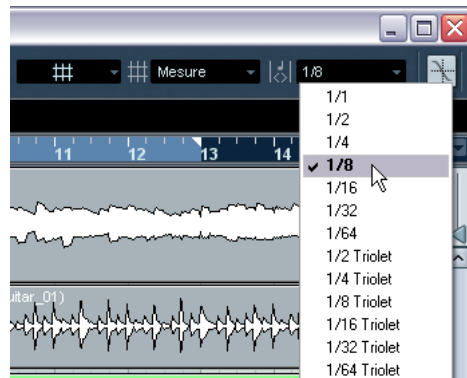 Mesure 1/8
11 12 13 14
1/1
1/2
1/4
1/8
1/16
1/32
1/64
1/2 Triolet
1/4 Triolet
1/8 Triolet
1/16 Triolet
1/32 Triolet
1/64 Triolet
uitar_01)